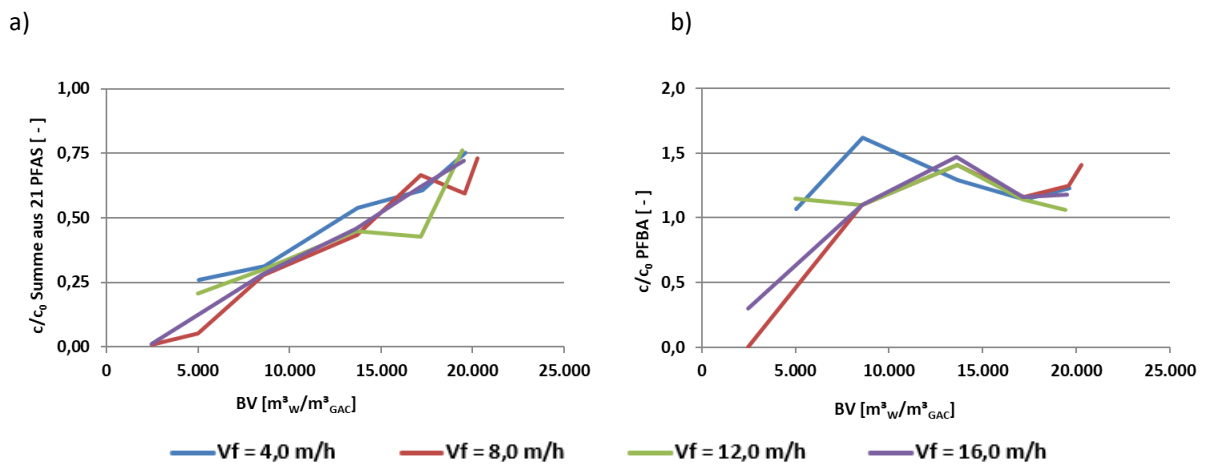 a)
b)
c/c₀ Summe aus 21 PFAS [ - ]
1,00
0,75
0,50
0,25
0,00
0
5.000
10.000
15.000
20.000
25.000
BV [m³W/m³GAC]
c/c₀ PFBA [ - ]
2,0
1,5
1,0
0,5
0,0
0
5.000
10.000
15.000
20.000
25.000
BV [m³W/m³GAC]
Vf = 4,0 m/h
Vf = 8,0 m/h
Vf = 12,0 m/h
Vf = 16,0 m/h